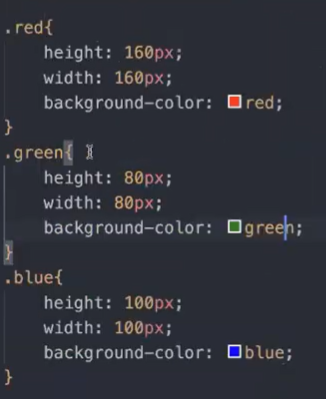 .red{
    height: 160px;
    width: 160px;
    background-color: red;
}
.green{
    height: 80px;
    width: 80px;
    background-color: green;
}
.blue{
    height: 100px;
    width: 100px;
    background-color: blue;
}